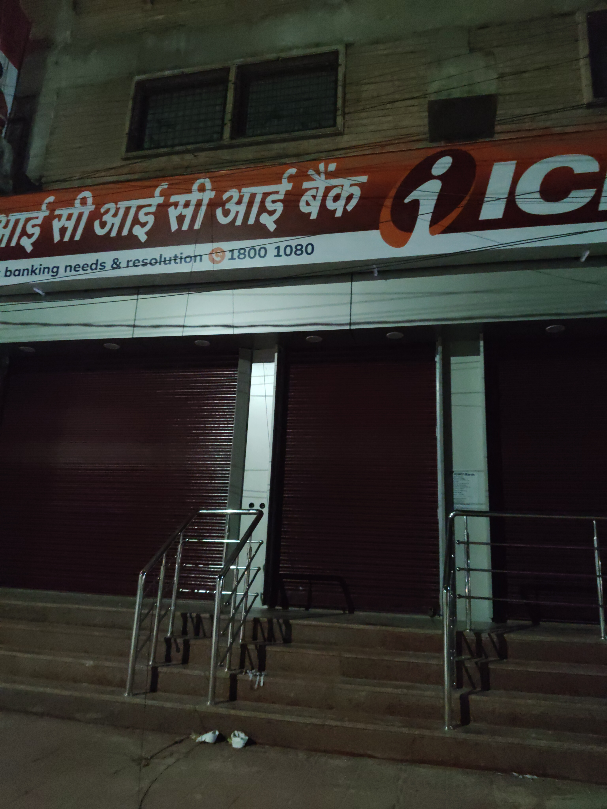 आई सी आई सी आई बैंक i ICI
banking needs & resolution 1800 1080